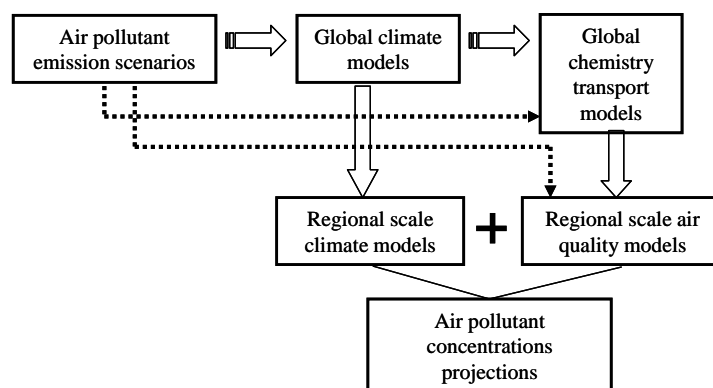 Air pollutant
emission scenarios
Global climate
models
Global
chemistry
transport
models
Regional scale
climate models
+
Regional scale air
quality models
Air pollutant
concentrations
projections